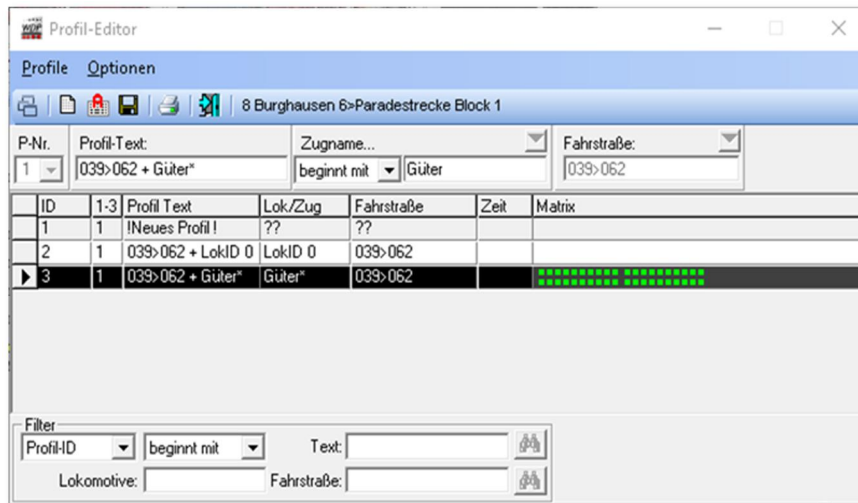 WDP Profil-Editor
Profile Optionen
8 Burghausen 6>Paradestrecke Block 1
P-Nr. Profil-Text: Zugname... Fahrstraße:
1 039>062 + Güter* beginnt mit Güter 039>062
ID 1-3 Profil Text Lok/Zug Fahrstraße Zeit Matrix
1 1 !Neues Profil ! ?? ??
2 1 039>062 + LokID 0 LokID 0 039>062
3 1 039>062 + Güter* Güter* 039>062
Filter
Profil-ID beginnt mit Text:
Lokomotive: Fahrstraße: